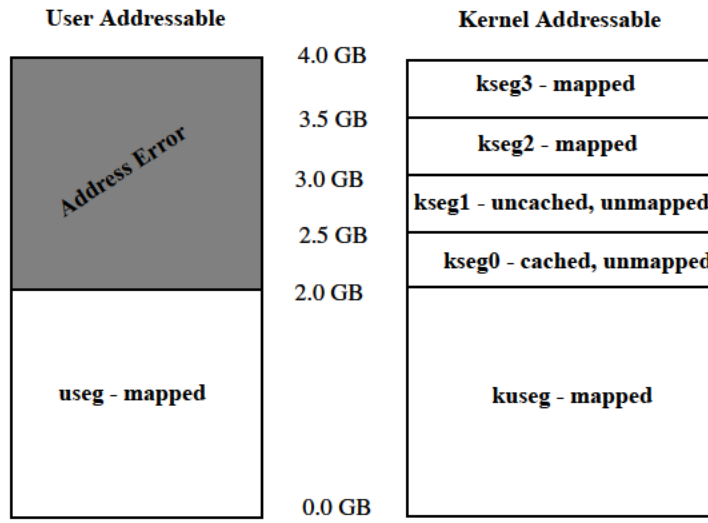 User Addressable
Kernel Addressable
4.0 GB
3.5 GB
3.0 GB
2.5 GB
2.0 GB
0.0 GB
Address Error
useg - mapped
kseg3 - mapped
kseg2 - mapped
kseg1 - uncached, unmapped
kseg0 - cached, unmapped
kuseg - mapped